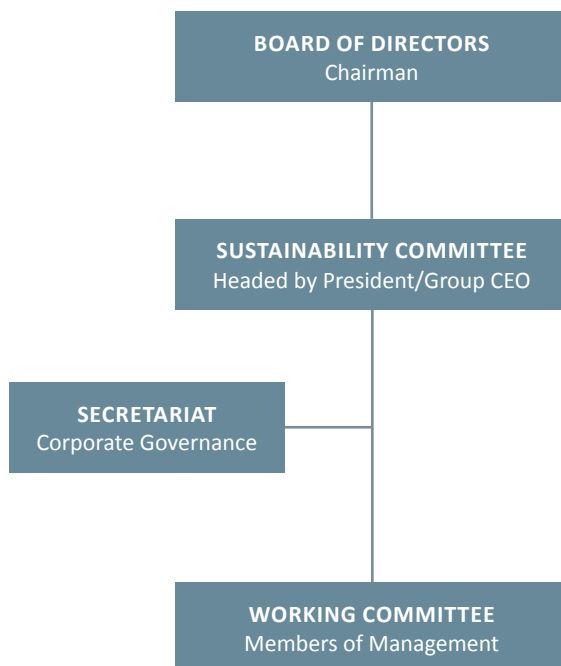 BOARD OF DIRECTORS
Chairman
SUSTAINABILITY COMMITTEE
Headed by President/Group CEO
SECRETARIAT
Corporate Governance
WORKING COMMITTEE
Members of Management